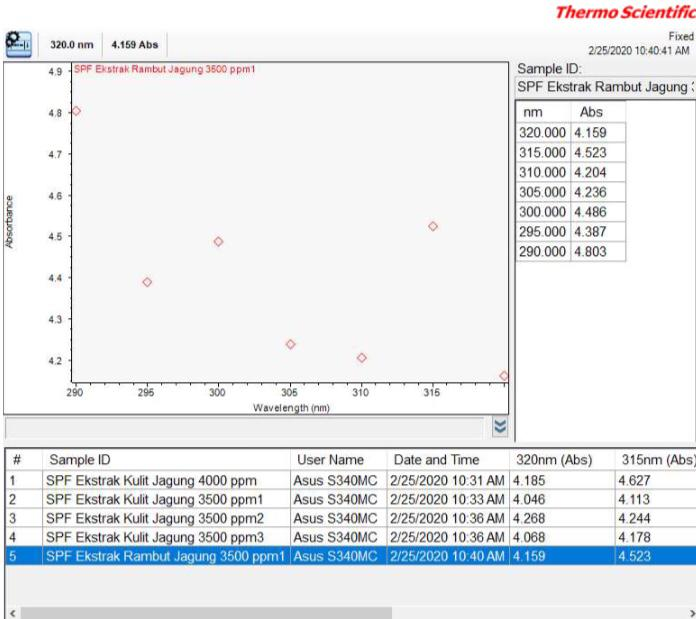 Thermo Scientific
320.0 nm 4.159 Abs
Fixed
2/25/2020 10:40:41 AM
SPF Ekstrak Rambut Jagung 3500 ppm1
4.9
4.8
4.7
4.6
4.5
4.4
4.3
4.2
Absorbance
290 295 300 305 310 315
Wavelength (nm)
Sample ID:
SPF Ekstrak Rambut Jagung
nm Abs
320.000 4.159
315.000 4.523
310.000 4.204
305.000 4.236
300.000 4.486
295.000 4.387
290.000 4.803
# Sample ID User Name Date and Time 320nm (Abs) 315nm (Abs)
1 SPF Ekstrak Kulit Jagung 4000 ppm Asus S340MC 2/25/2020 10:31 AM 4.185 4.627
2 SPF Ekstrak Kulit Jagung 3500 ppm1 Asus S340MC 2/25/2020 10:33 AM 4.046 4.113
3 SPF Ekstrak Kulit Jagung 3500 ppm2 Asus S340MC 2/25/2020 10:36 AM 4.268 4.244
4 SPF Ekstrak Kulit Jagung 3500 ppm3 Asus S340MC 2/25/2020 10:36 AM 4.068 4.178
5 SPF Ekstrak Rambut Jagung 3500 ppm1 Asus S340MC 2/25/2020 10:40 AM 4.159 4.523